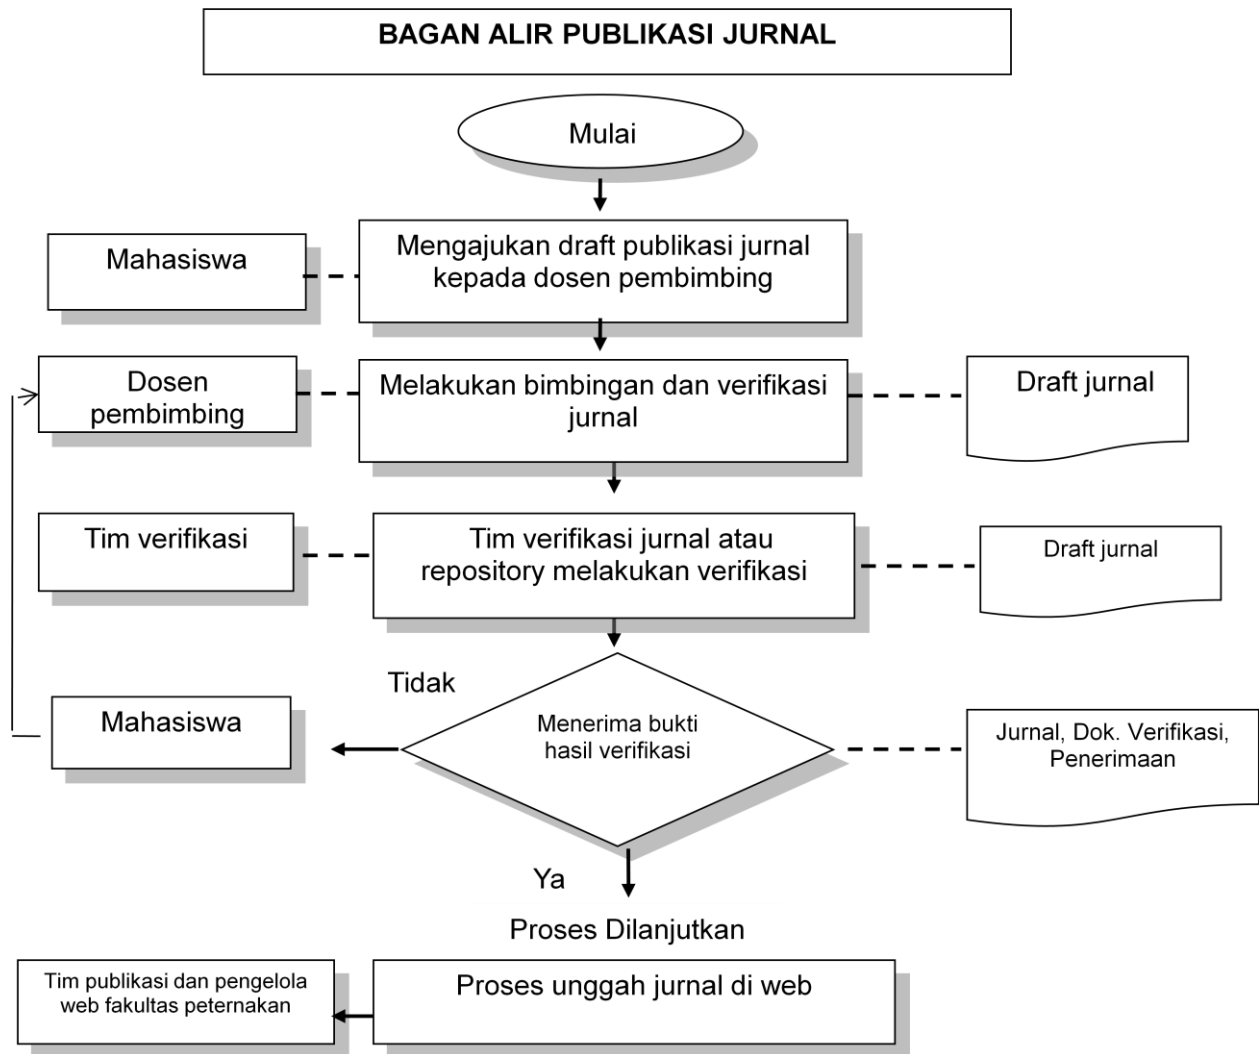 BAGAN ALIR PUBLIKASI JURNAL
Mulai
Mahasiswa
Mengajukan draft publikasi jurnal
kepada dosen pembimbing
Dosen
pembimbing
Melakukan bimbingan dan verifikasi
jurnal
Draft jurnal
Tim verifikasi
Tim verifikasi jurnal atau
repository melakukan verifikasi
Draft jurnal
Tidak
Mahasiswa
Menerima bukti
hasil verifikasi
Jurnal, Dok. Verifikasi,
Penerimaan
Ya
Proses Dilanjutkan
Tim publikasi dan pengelola
web fakultas peternakan
Proses unggah jurnal di web